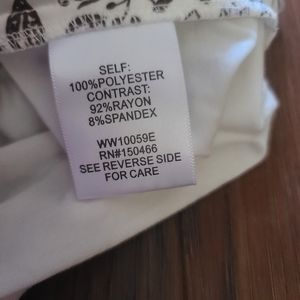 SELF:
100%POLYESTER
CONTRAST:
92%RAYON
8%SPANDEX
WW10059E
RN#150466
SEE REVERSE SIDE
FOR CARE